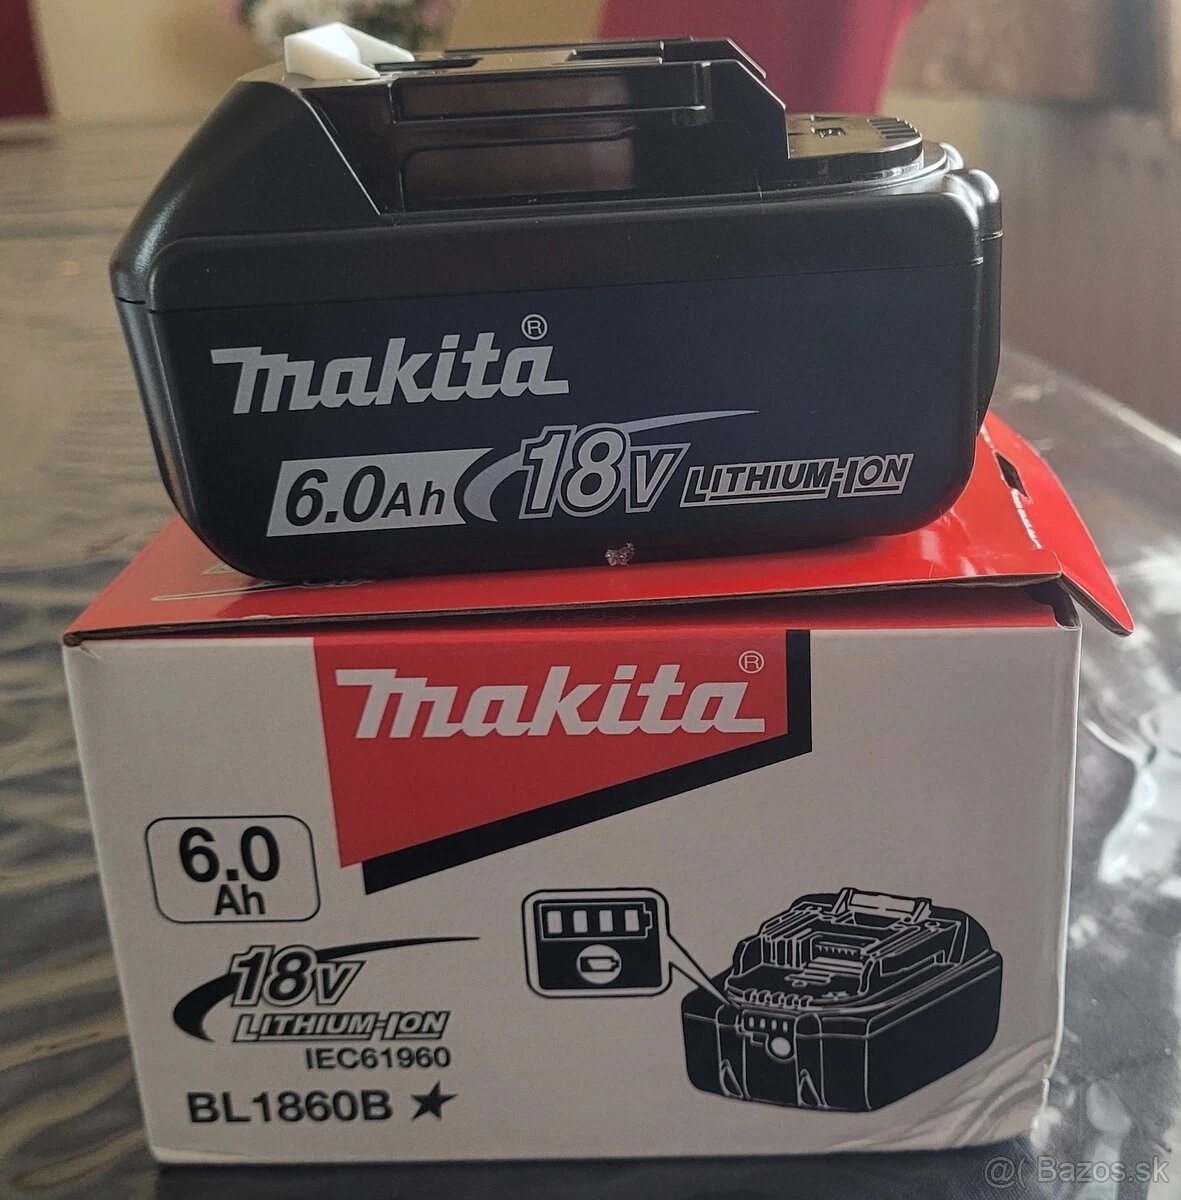 makita®
6.0Ah 18V LITHIUM-ION
makita®
6.0
Ah
18V
LITHIUM-ION
IEC61960
BL1860B ★
@( Bazos.sk